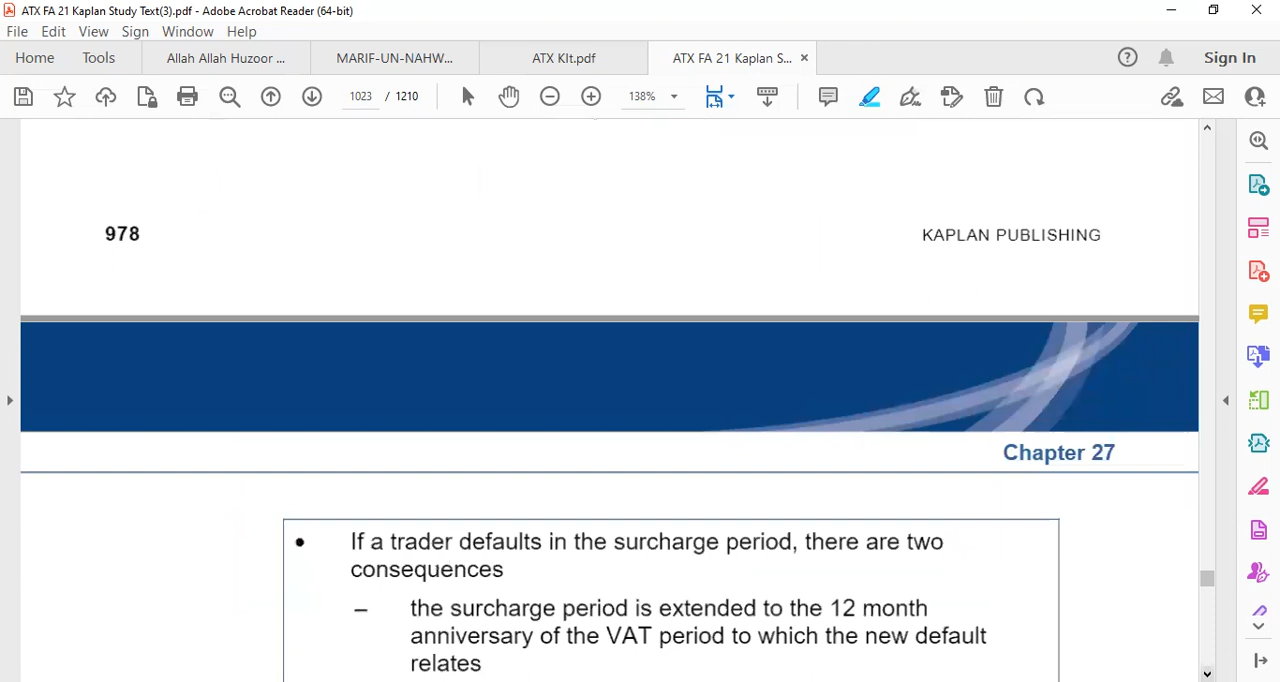 ATX FA 21 Kaplan Study Text(3).pdf - Adobe Acrobat Reader (64-bit)
File Edit View Sign Window Help
Home Tools Allah Allah Huzoor ... MARIF-UN-NAHW... ATX KIt.pdf ATX FA 21 Kaplan S... × Sign In
1023 / 1210 138%
978 KAPLAN PUBLISHING
Chapter 27
• If a trader defaults in the surcharge period, there are two
consequences
– the surcharge period is extended to the 12 month
anniversary of the VAT period to which the new default
relates